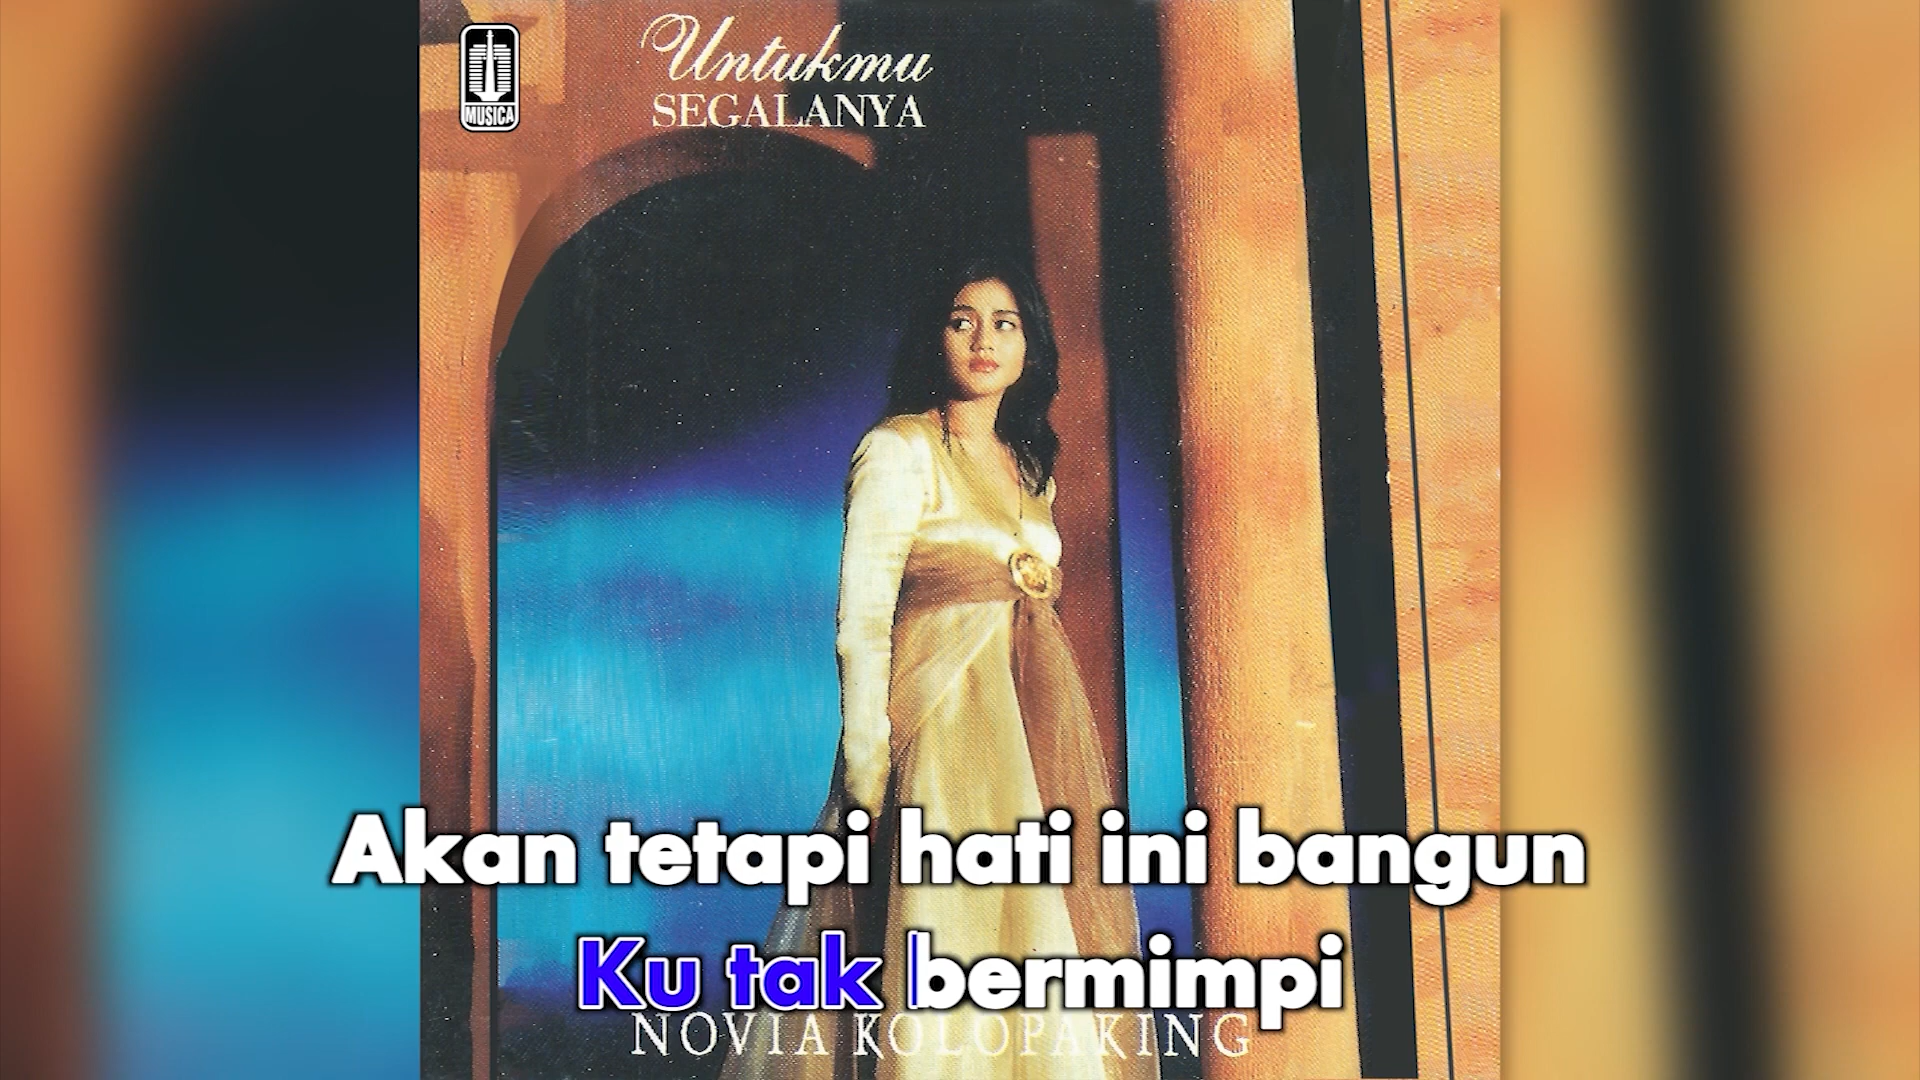 Untukmu
SEGALANYA
MUSICA
Akan tetapi hati ini bangun
Ku tak bermimpi
NOVIA KOLOPAKING